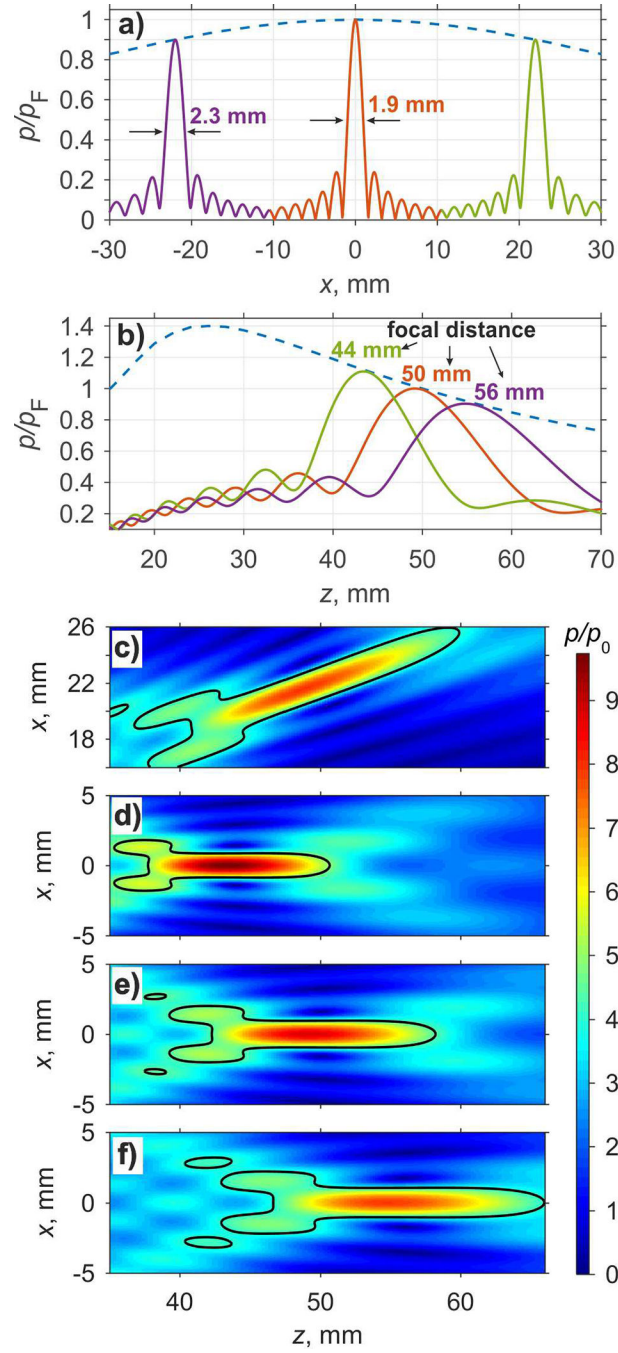 a)
1
0.8
0.6
0.4
0.2
0
p/pF
2.3 mm
1.9 mm
-30 -20 -10 0 10 20 30
x, mm
b)
1.4
1.2
1
0.8
0.6
0.4
0.2
p/pF
focal distance
44 mm
50 mm
56 mm
20 30 40 50 60 70
z, mm
c)
26
22
18
x, mm
p/p0
9
8
7
6
5
4
3
2
1
0
d)
5
0
-5
x, mm
e)
5
0
-5
x, mm
f)
5
0
-5
x, mm
40 50 60
z, mm